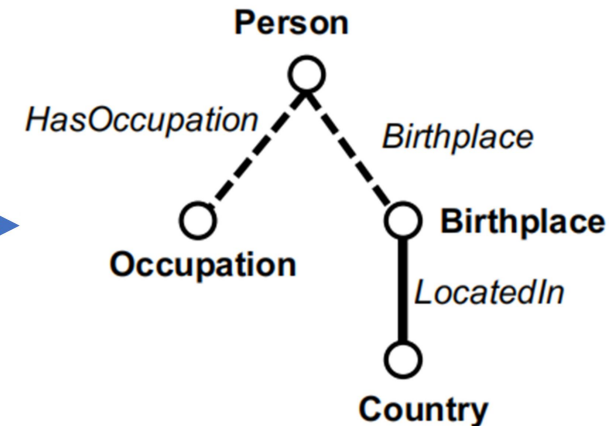 Person
HasOccupation
Birthplace
Birthplace
Occupation
LocatedIn
Country